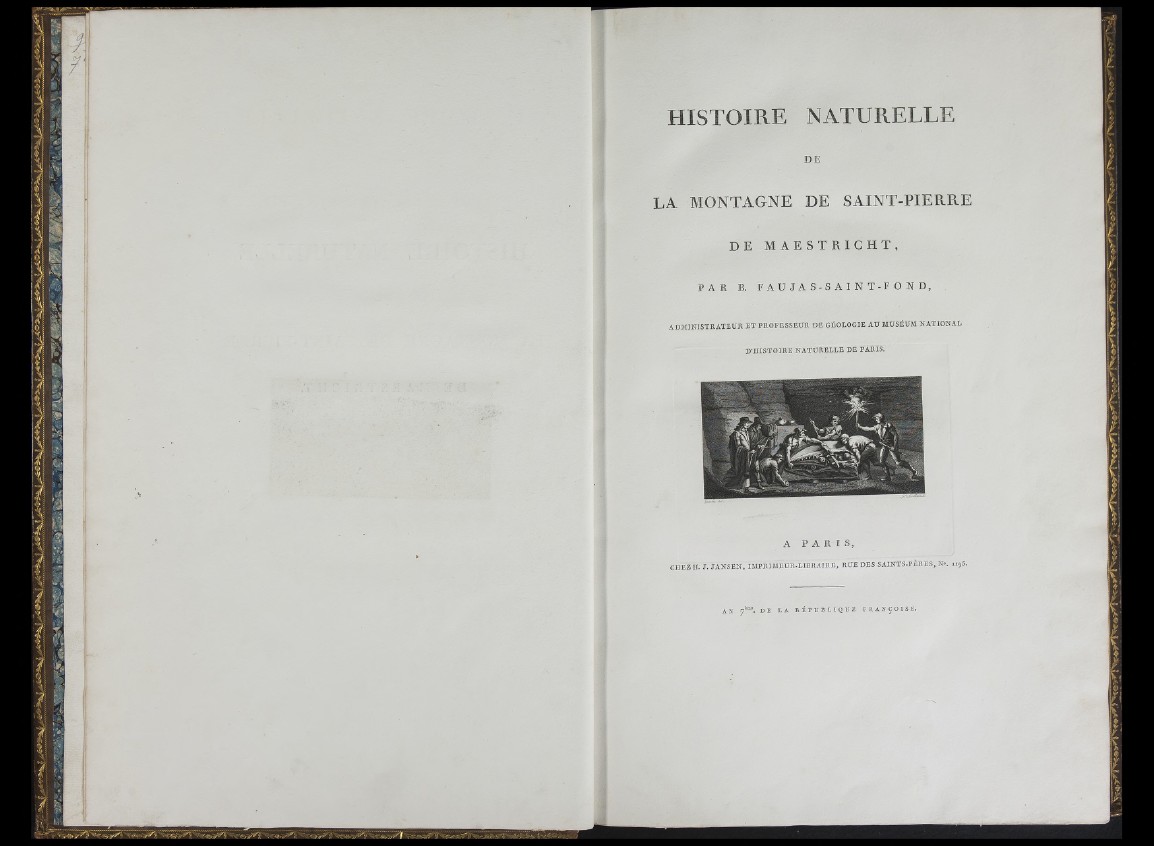 HISTOIRE NATURELLE
DE
LA MONTAGNE DE SAINT-PIERRE
DE MAESTRICHT,
PAR B. FAUJAS-SAINT-FOND,
ADMINISTRATEUR ET PROFESSEUR DE GÉOLOGIE AU MUSÉUM NATIONAL
D'HISTOIRE NATURELLE DE PARIS.
A PARIS,
CHEZ H. J. JANSEN, IMPRIMEUR-LIBRAIRE, RUE DES SAINTS-PÈRES, No. 1195.
AN 7ème. DE LA RÉPUBLIQUE FRANÇOISE.